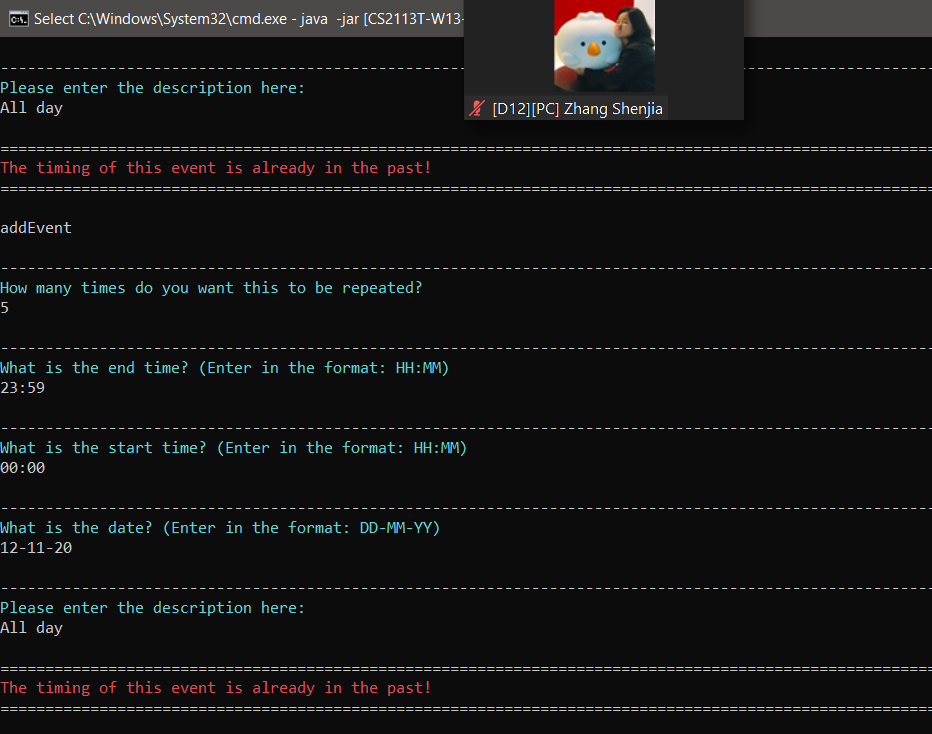 Select C:\Windows\System32\cmd.exe - java  -jar [CS2113T-W13-
[D12][PC] Zhang Shenjia
--------------------------------------------------------------------------------------------------------
Please enter the description here:
All day
========================================================================================================
The timing of this event is already in the past!
========================================================================================================
addEvent
--------------------------------------------------------------------------------------------------------
How many times do you want this to be repeated?
5
--------------------------------------------------------------------------------------------------------
What is the end time? (Enter in the format: HH:MM)
23:59
--------------------------------------------------------------------------------------------------------
What is the start time? (Enter in the format: HH:MM)
00:00
--------------------------------------------------------------------------------------------------------
What is the date? (Enter in the format: DD-MM-YY)
12-11-20
--------------------------------------------------------------------------------------------------------
Please enter the description here:
All day
========================================================================================================
The timing of this event is already in the past!
========================================================================================================